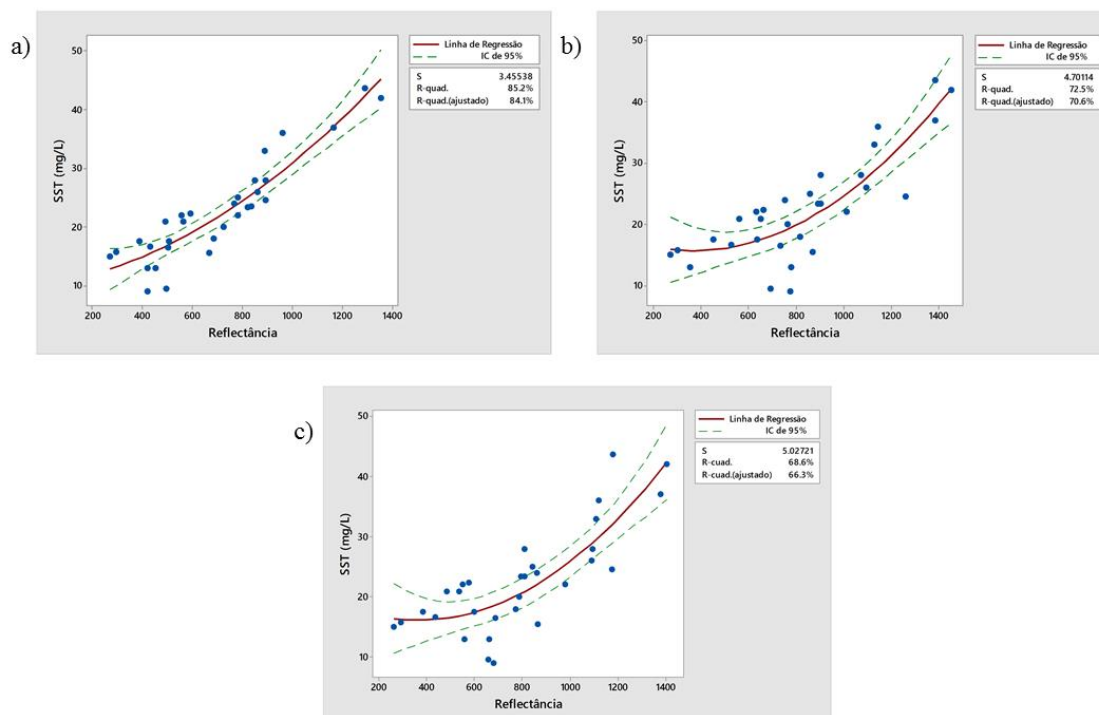 a)
50
40
30
20
10
SST (mg/L)
200 400 600 800 1000 1200 1400
Reflectância
Linha de Regressão
IC de 95%
S 3.45538
R-quad. 85.2%
R-quad.(ajustado) 84.1%
b)
50
40
30
20
10
SST (mg/L)
200 400 600 800 1000 1200 1400
Reflectância
Linha de Regressão
IC de 95%
S 4.70114
R-quad. 72.5%
R-quad.(ajustado) 70.6%
c)
50
40
30
20
10
SST (mg/L)
200 400 600 800 1000 1200 1400
Reflectância
Linha de Regressão
IC de 95%
S 5.02721
R-cuad. 68.6%
R-cuad.(ajustado) 66.3%